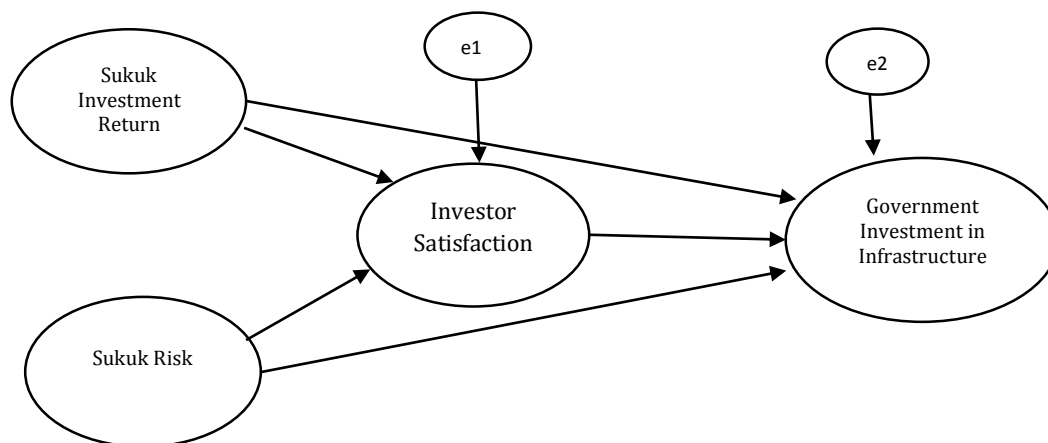 Sukuk
Investment
Return
e1
e2
Investor
Satisfaction
Government
Investment in
Infrastructure
Sukuk Risk